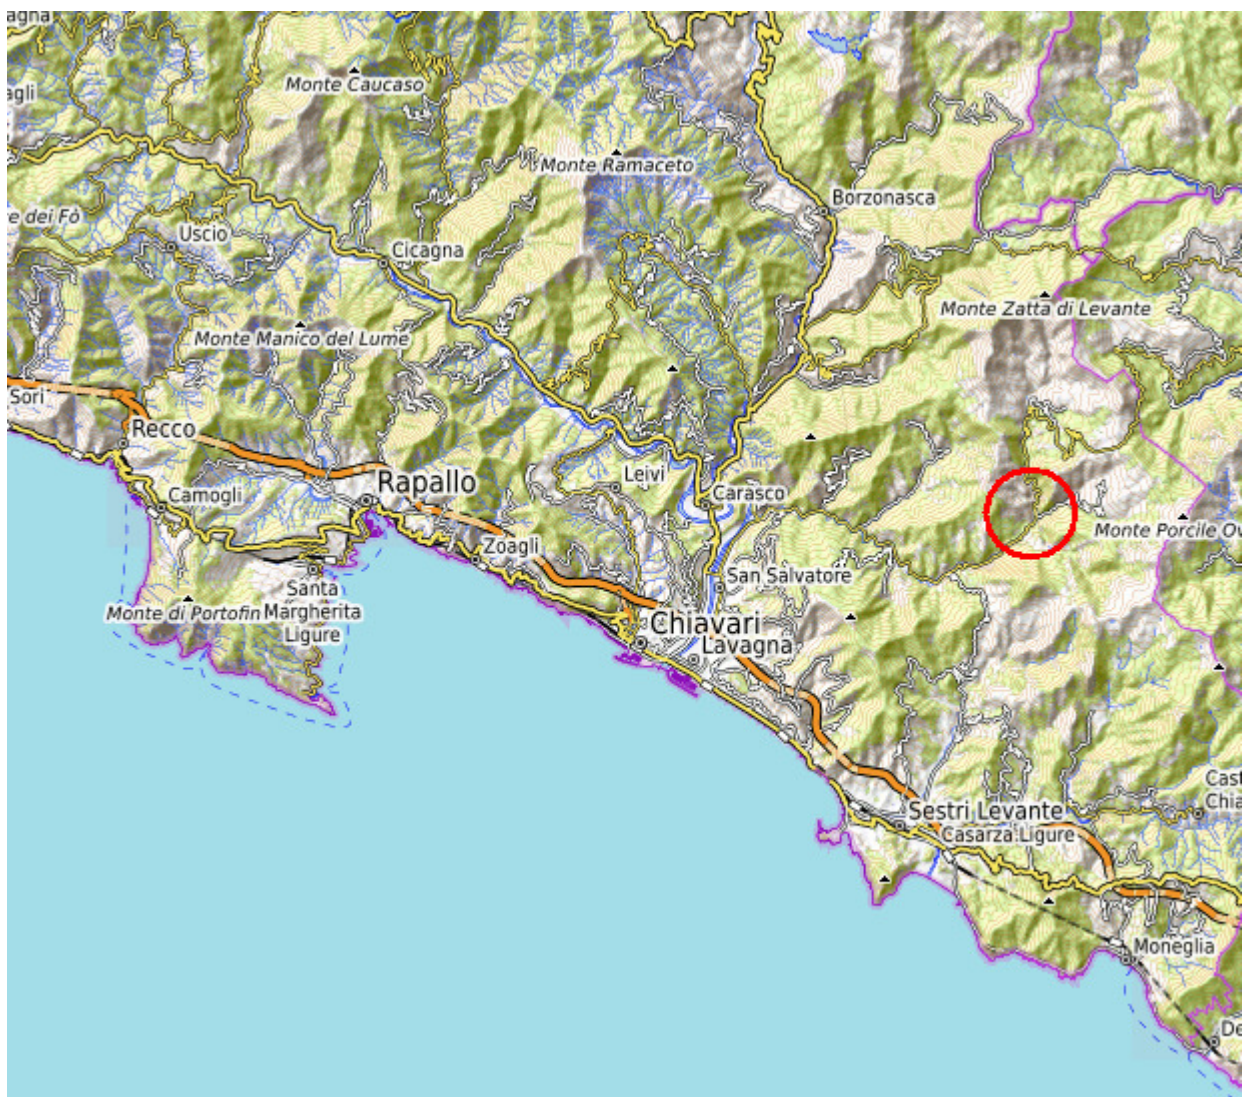 agna
Monte Caucaso
agli
Monte Ramaceto
Borzonasca
e dei Fò
Uscio
Cicagna
Monte Zatta di Levante
Monte Manico del Lume
Sori
Recco
Rapallo
Leivi
Camogli
Carasco
Monte Porcile Ov
Zoagli
San Salvatore
Santa
Margherita
Ligure
Monte di Portofin
Chiavari
Lavagna
Cast
Chia
Sestri Levante
Casarza Ligure
Moneglia
De